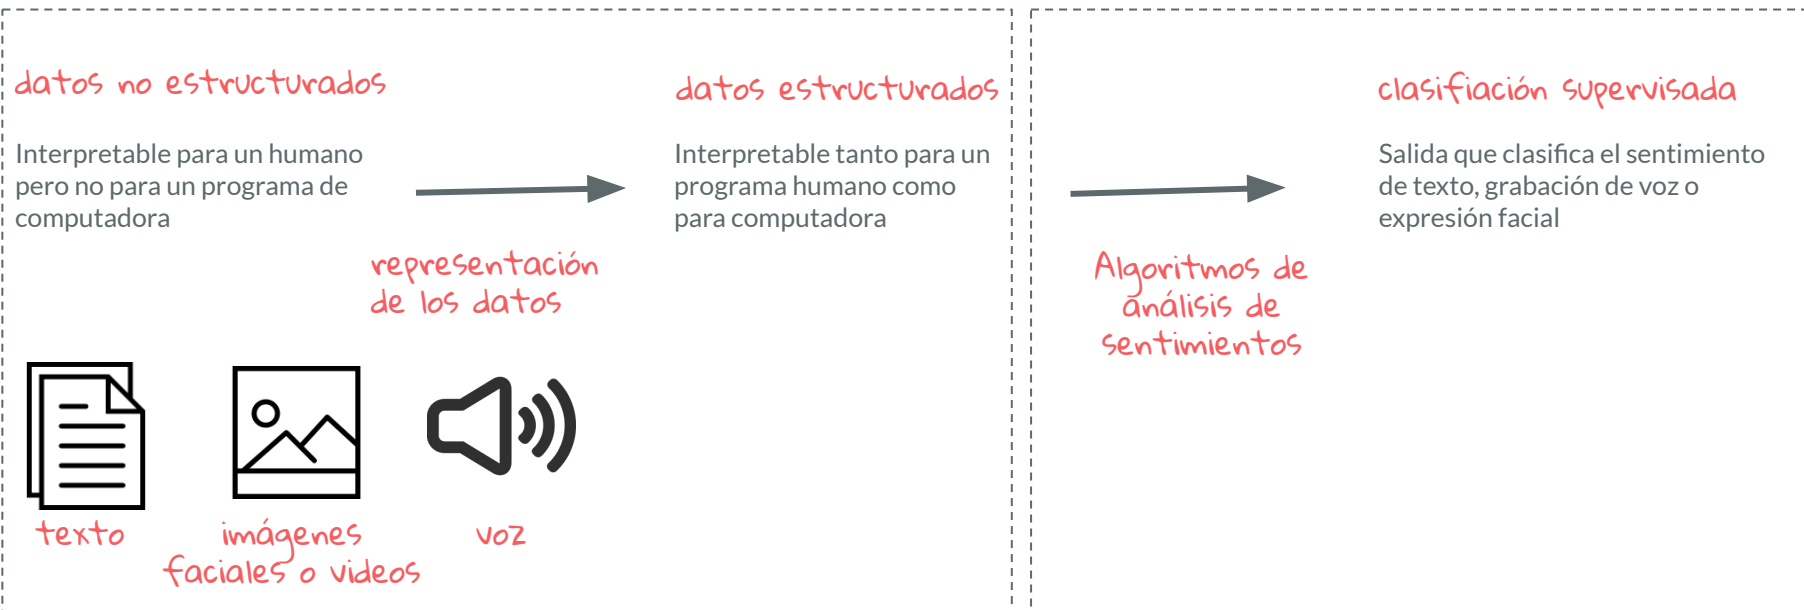 datos no estructurados
Interpretable para un humano
pero no para un programa de
computadora
representación
de los datos
texto
imágenes
faciales o videos
voz
datos estructurados
Interpretable tanto para un
programa humano como
para computadora
Algoritmos de
análisis de
sentimientos
clasifiación supervisada
Salida que clasifica el sentimiento
de texto, grabación de voz o
expresión facial